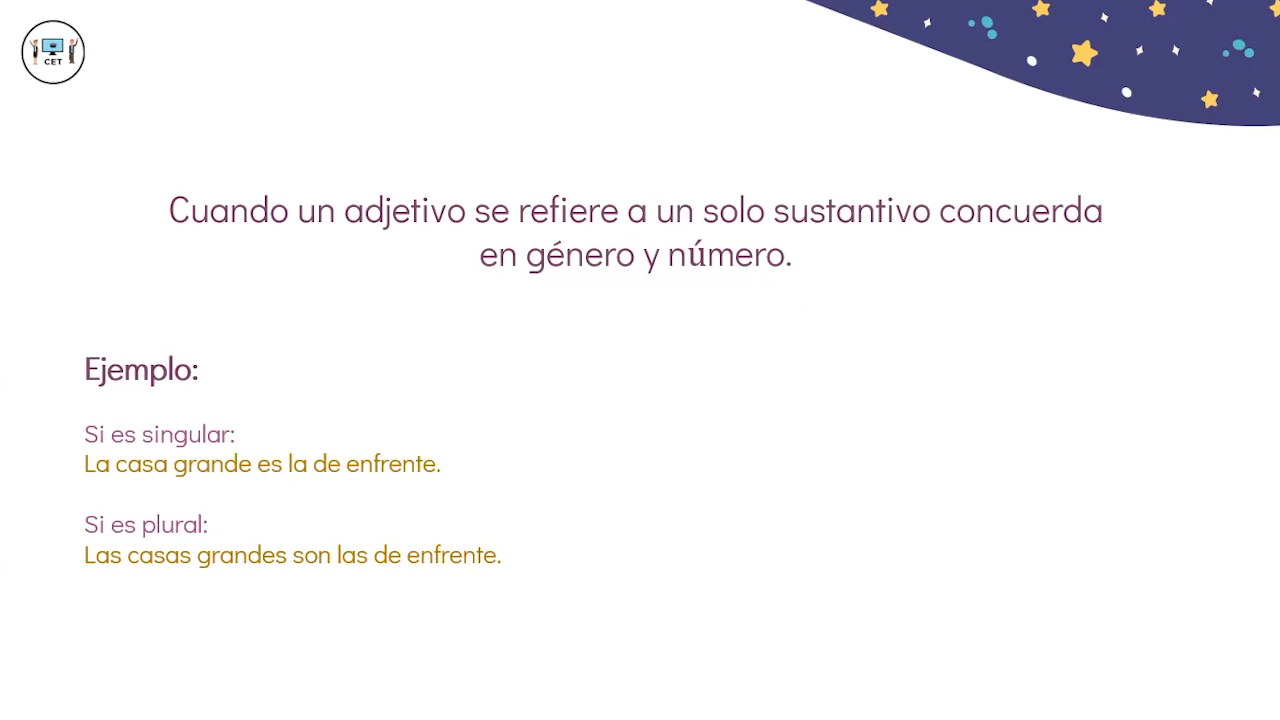 CET
Cuando un adjetivo se refiere a un solo sustantivo concuerda
en género y número.
Ejemplo:
Si es singular:
La casa grande es la de enfrente.
Si es plural:
Las casas grandes son las de enfrente.